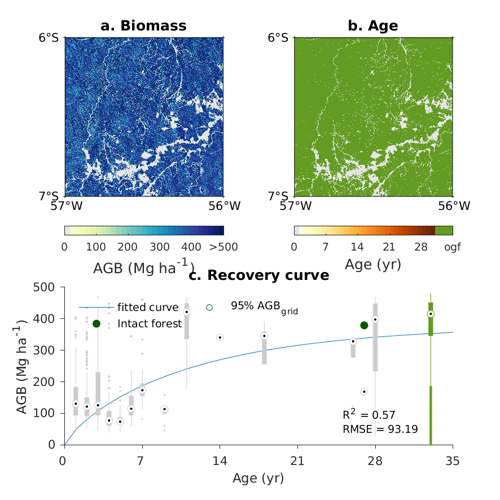 a. Biomass
b. Age
6°S
6°S
7°S
7°S
57°W
56°W
57°W
56°W
0 100 200 300 400 >500
0 7 14 21 28 ogf
AGB (Mg ha-1)
Age (yr)
c. Recovery curve
500
400
300
200
100
0
AGB (Mg ha-1)
fitted curve
95% AGBgrid
Intact forest
R2 = 0.57
RMSE = 93.19
0 7 14 21 28 35
Age (yr)